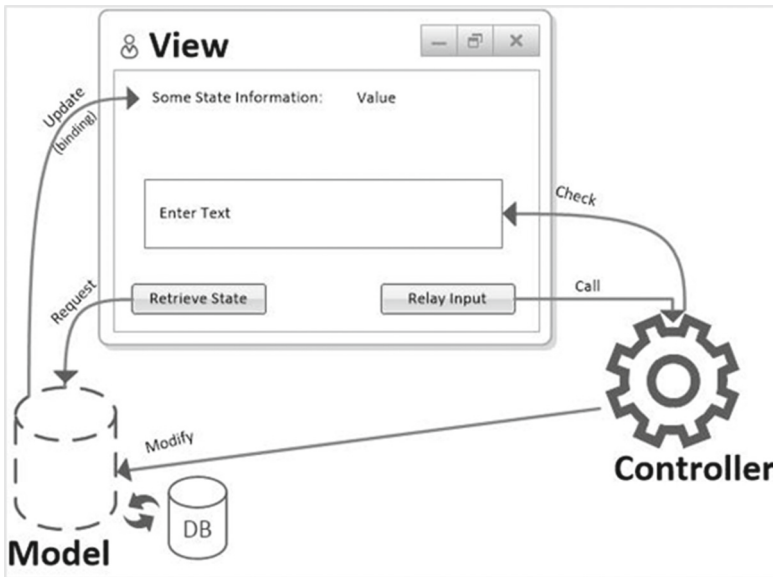 View
Update
(binding)
Some State Information: Value
Enter Text
Check
Request
Retrieve State
Relay Input
Call
Modify
Controller
DB
Model